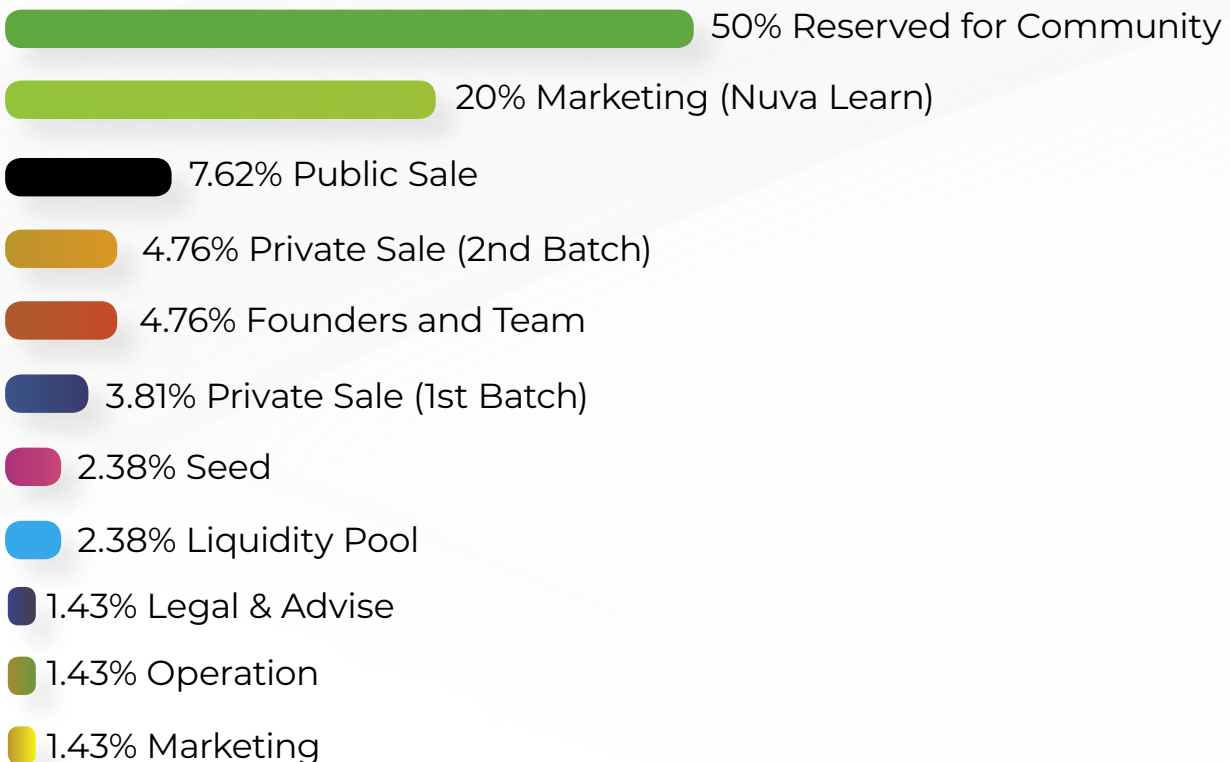 50% Reserved for Community
20% Marketing (Nuva Learn)
7.62% Public Sale
4.76% Private Sale (2nd Batch)
4.76% Founders and Team
3.81% Private Sale (1st Batch)
2.38% Seed
2.38% Liquidity Pool
1.43% Legal & Advise
1.43% Operation
1.43% Marketing